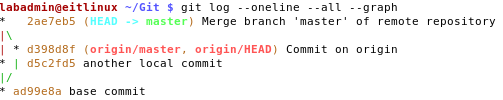 labadmin@eitlinux ~/Git $ git log --oneline --all --graph
*   2ae7eb5 (HEAD -> master) Merge branch 'master' of remote repository
|\
| * d398d8f (origin/master, origin/HEAD) Commit on origin
* | d5c2fd5 another local commit
|/
* ad99e8a base commit